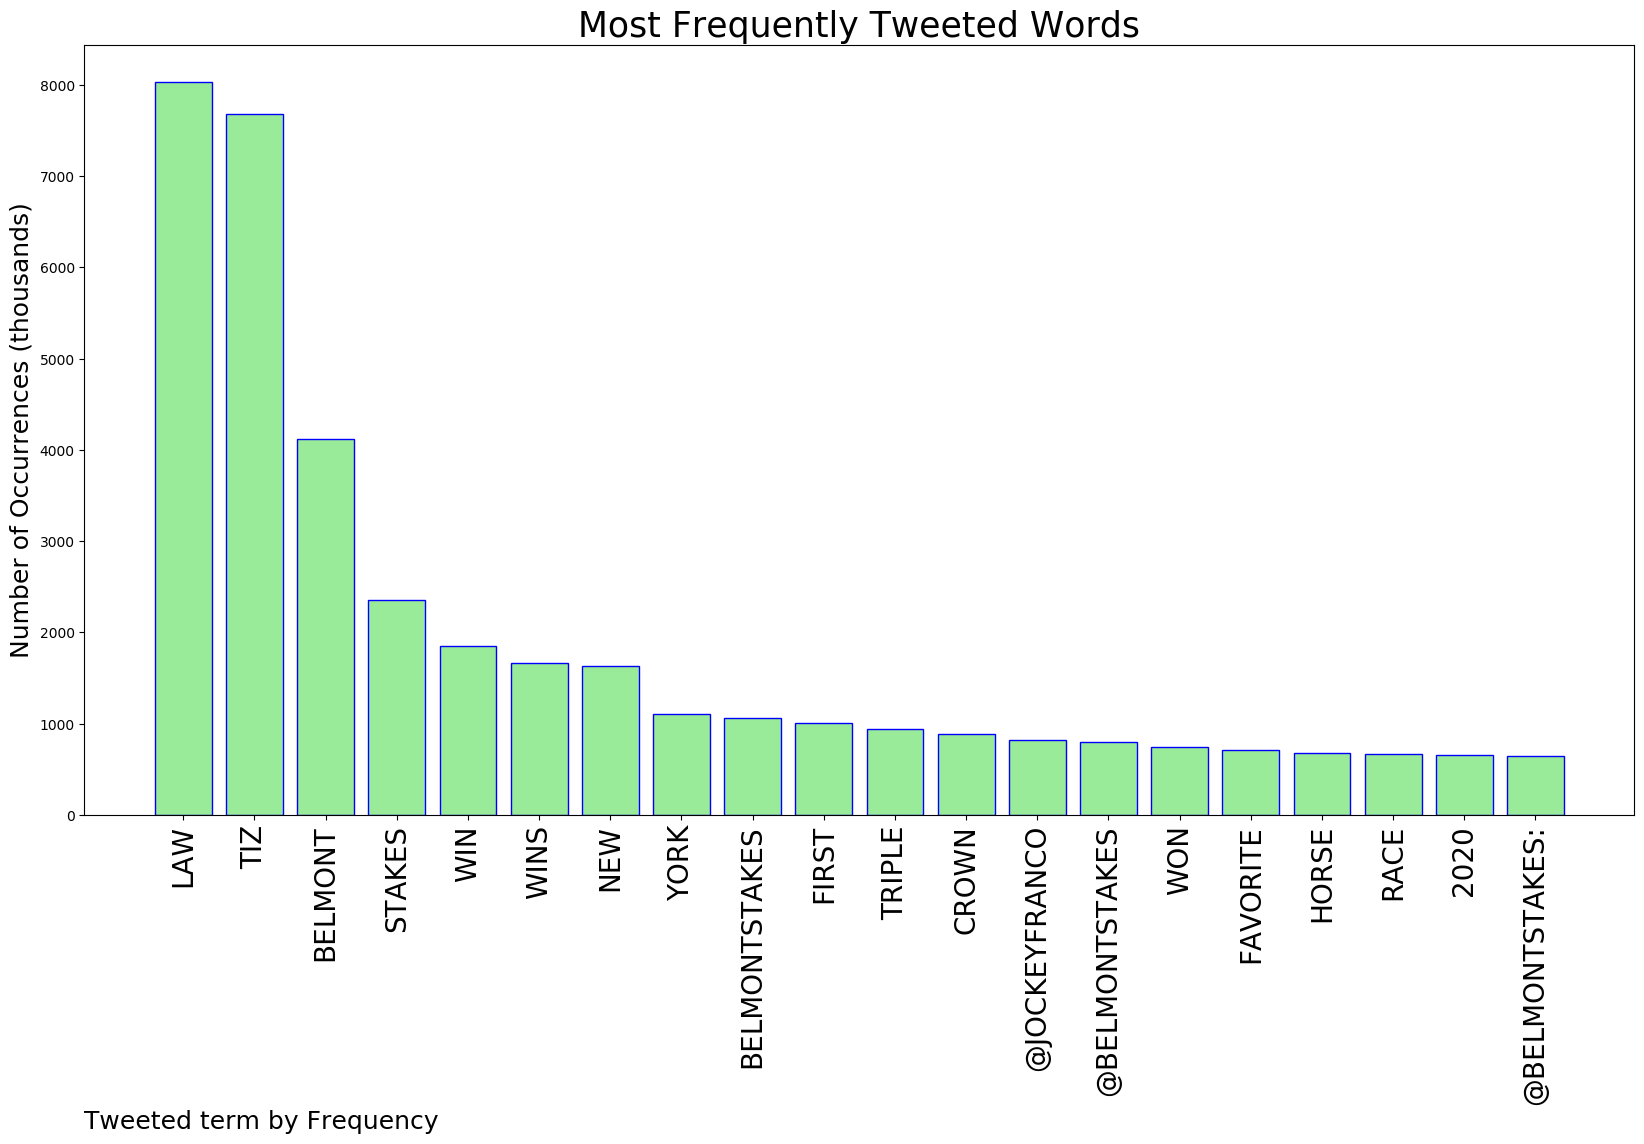 Most Frequently Tweeted Words
Number of Occurrences (thousands)
8000
7000
6000
5000
4000
3000
2000
1000
0
LAW
TIZ
BELMONT
STAKES
WIN
WINS
NEW
YORK
BELMONTSTAKES
FIRST
TRIPLE
CROWN
@JOCKEYFRANCO
@BELMONTSTAKES
WON
FAVORITE
HORSE
RACE
2020
@BELMONTSTAKES:
Tweeted term by Frequency